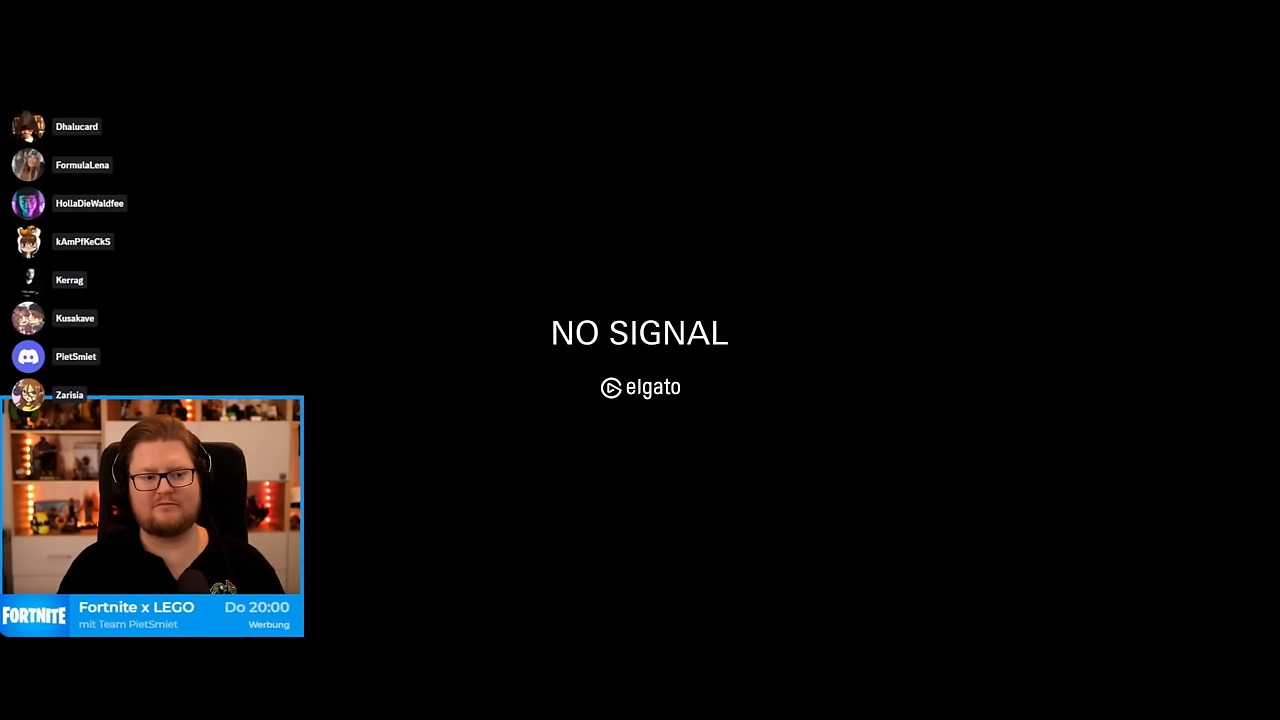 Dhalucard
FormulaLena
HollaDieWaldfee
kAmPfKeCkS
Kerrag
Kusakave
PietSmiet
Zarisia
NO SIGNAL
elgato
FORTNITE
Fortnite x LEGO
Do 20:00
mit Team PietSmiet
Werbung